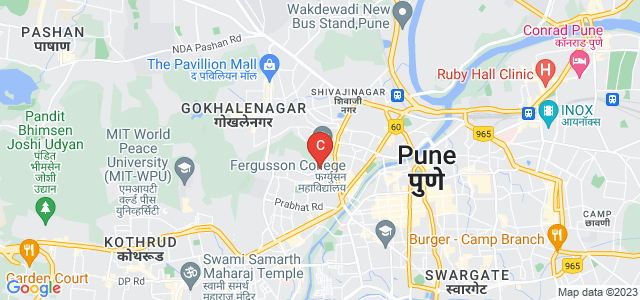 Wakdewadi New
Bus Stand,Pune
PASHAN
पाषाण
NDA Pashan Rd
Conrad Pune
कॉनराड पुणे
The Pavillion Mall
द पविलियन मॉल
Ruby Hall Clinic
SHIVAJINAGAR
शिवाजी
नगर
GOKHALENAGAR
गोखलेनगर
INOX
आयनॉक्स
Pandit
Bhimsen
Joshi Udyan
पंडित
भीमसेन
जोशी
उद्यान
60
965
MIT World
Peace
University
(MIT-WPU)
एमआयटी
वर्ल्ड पीस
युनिव्हर्सिटी
C
Fergusson College
फर्ग्युसन
महाविद्यालय
Pune
पुणे
Prabhat Rd
CAMP
छावणी
KOTHRUD
कोथरूड
Burger - Camp Branch
Garden Court
DP Rd
Swami Samarth
Maharaj Temple
स्वामी समर्थ
महाराज मंदिर
SWARGATE
स्वारगेट
965
Google
Map data ©2023